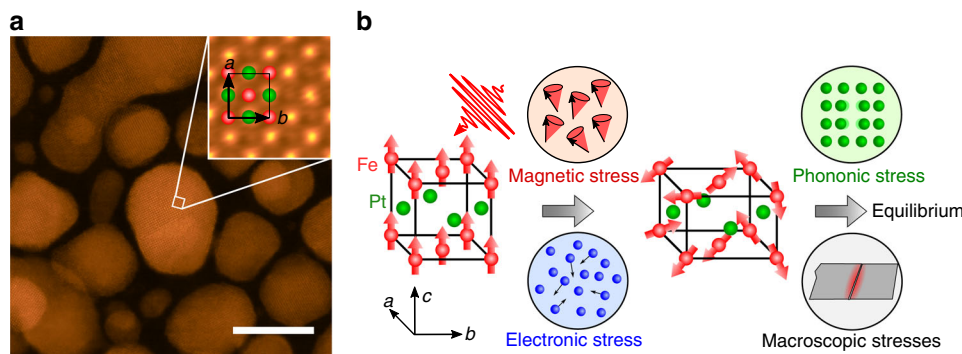 a
a
b
b
Fe
Pt
Magnetic stress
Electronic stress
a
c
b
Phononic stress
Equilibrium
Macroscopic stresses